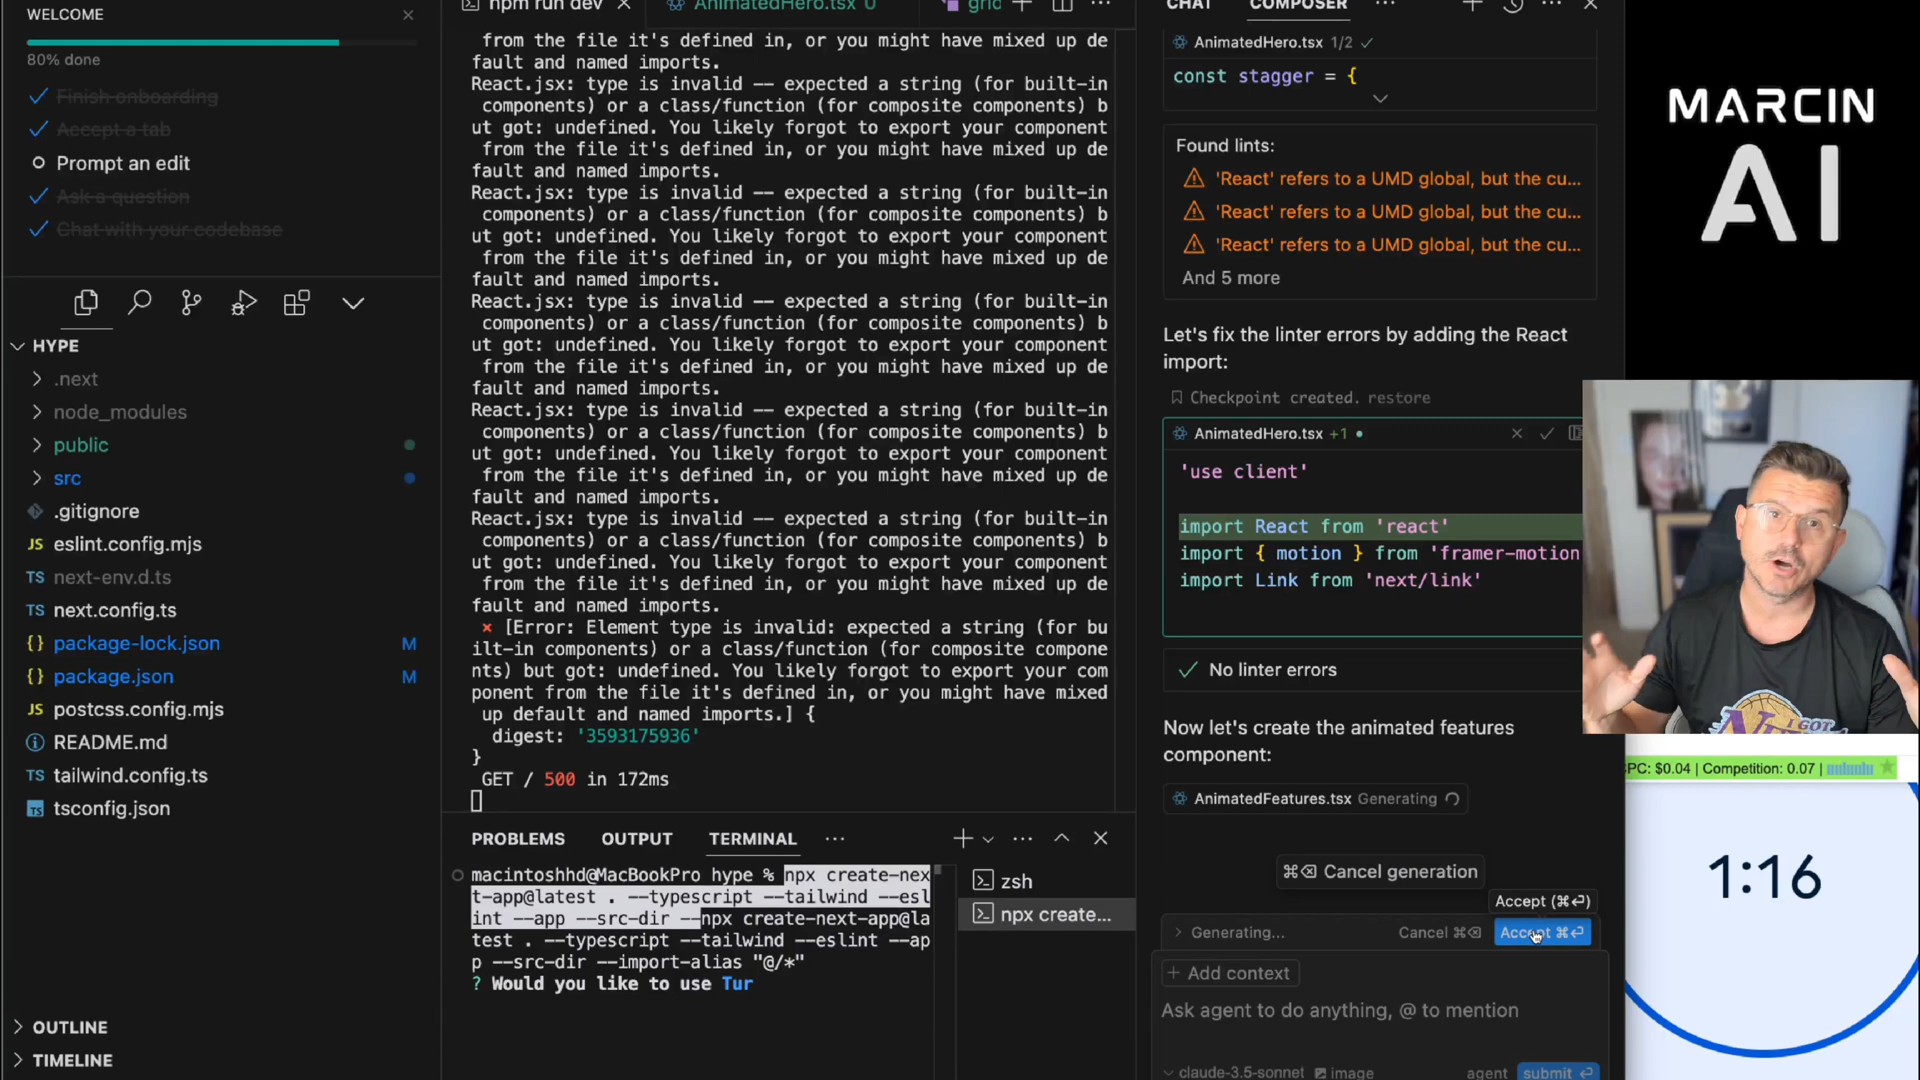 WELCOME
80% done
Finish onboarding
Accept a tab
Prompt an edit
Ask a question
Chat with your codebase
HYPE
.next
node_modules
public
src
.gitignore
JS eslint.config.mjs
TS next-env.d.ts
TS next.config.ts
{} package-lock.json M
{} package.json M
JS postcss.config.mjs
README.md
TS tailwind.config.ts
TS tsconfig.json
OUTLINE
TIMELINE
npm run dev
AnimatedHero.tsx U
grid
from the file it's defined in, or you might have mixed up de
fault and named imports.
React.jsx: type is invalid -- expected a string (for built-in
components) or a class/function (for composite components) b
ut got: undefined. You likely forgot to export your component
from the file it's defined in, or you might have mixed up de
fault and named imports.
React.jsx: type is invalid -- expected a string (for built-in
components) or a class/function (for composite components) b
ut got: undefined. You likely forgot to export your component
from the file it's defined in, or you might have mixed up de
fault and named imports.
React.jsx: type is invalid -- expected a string (for built-in
components) or a class/function (for composite components) b
ut got: undefined. You likely forgot to export your component
from the file it's defined in, or you might have mixed up de
fault and named imports.
React.jsx: type is invalid -- expected a string (for built-in
components) or a class/function (for composite components) b
ut got: undefined. You likely forgot to export your component
from the file it's defined in, or you might have mixed up de
fault and named imports.
React.jsx: type is invalid -- expected a string (for built-in
components) or a class/function (for composite components) b
ut got: undefined. You likely forgot to export your component
from the file it's defined in, or you might have mixed up de
fault and named imports.
⨯ [Error: Element type is invalid: expected a string (for bu
ilt-in components) or a class/function (for composite compone
nts) but got: undefined. You likely forgot to export your com
ponent from the file it's defined in, or you might have mixed
up default and named imports.] {
digest: '3593175936'
}
GET / 500 in 172ms
PROBLEMS OUTPUT TERMINAL
macintoshhd@MacBookPro hype % npx create-nex
t-app@latest . --typescript --tailwind --esl
int --app --src-dir --npx create-next-app@la
test . --typescript --tailwind --eslint --ap
p --src-dir --import-alias "@/*"
? Would you like to use Tur
zsh
npx create...
CHAT COMPOSER
AnimatedHero.tsx 1/2
const stagger = {
Found lints:
'React' refers to a UMD global, but the cu...
'React' refers to a UMD global, but the cu...
'React' refers to a UMD global, but the cu...
And 5 more
Let's fix the linter errors by adding the React
import:
Checkpoint created. restore
AnimatedHero.tsx +1
'use client'
import React from 'react'
import { motion } from 'framer-motion
import Link from 'next/link'
No linter errors
Now let's create the animated features
component:
AnimatedFeatures.tsx Generating
⌘⌫ Cancel generation
Accept (⌘⏎)
Generating... Cancel ⌘⌫ Accept ⌘⏎
+ Add context
Ask agent to do anything, @ to mention
claude-3.5-sonnet image agent submit
MARCIN
AI
I GOT
PC: $0.04 | Competition: 0.07 |
1:16